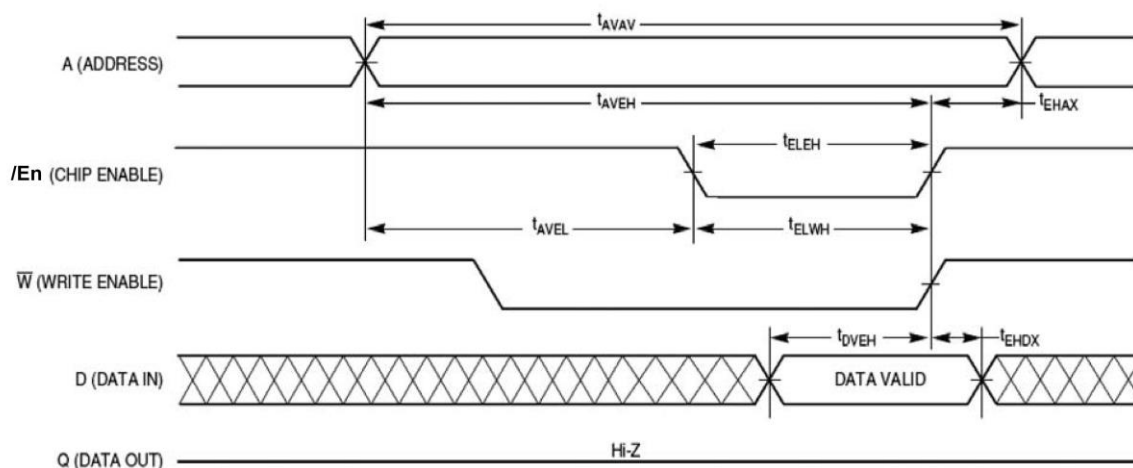 tAVAV
A (ADDRESS)
tAVEH
tEHAX
tELEH
/En (CHIP ENABLE)
tAVEL
tELWH
W̅ (WRITE ENABLE)
tDVEH
tEHDX
D (DATA IN)
DATA VALID
Hi-Z
Q (DATA OUT)